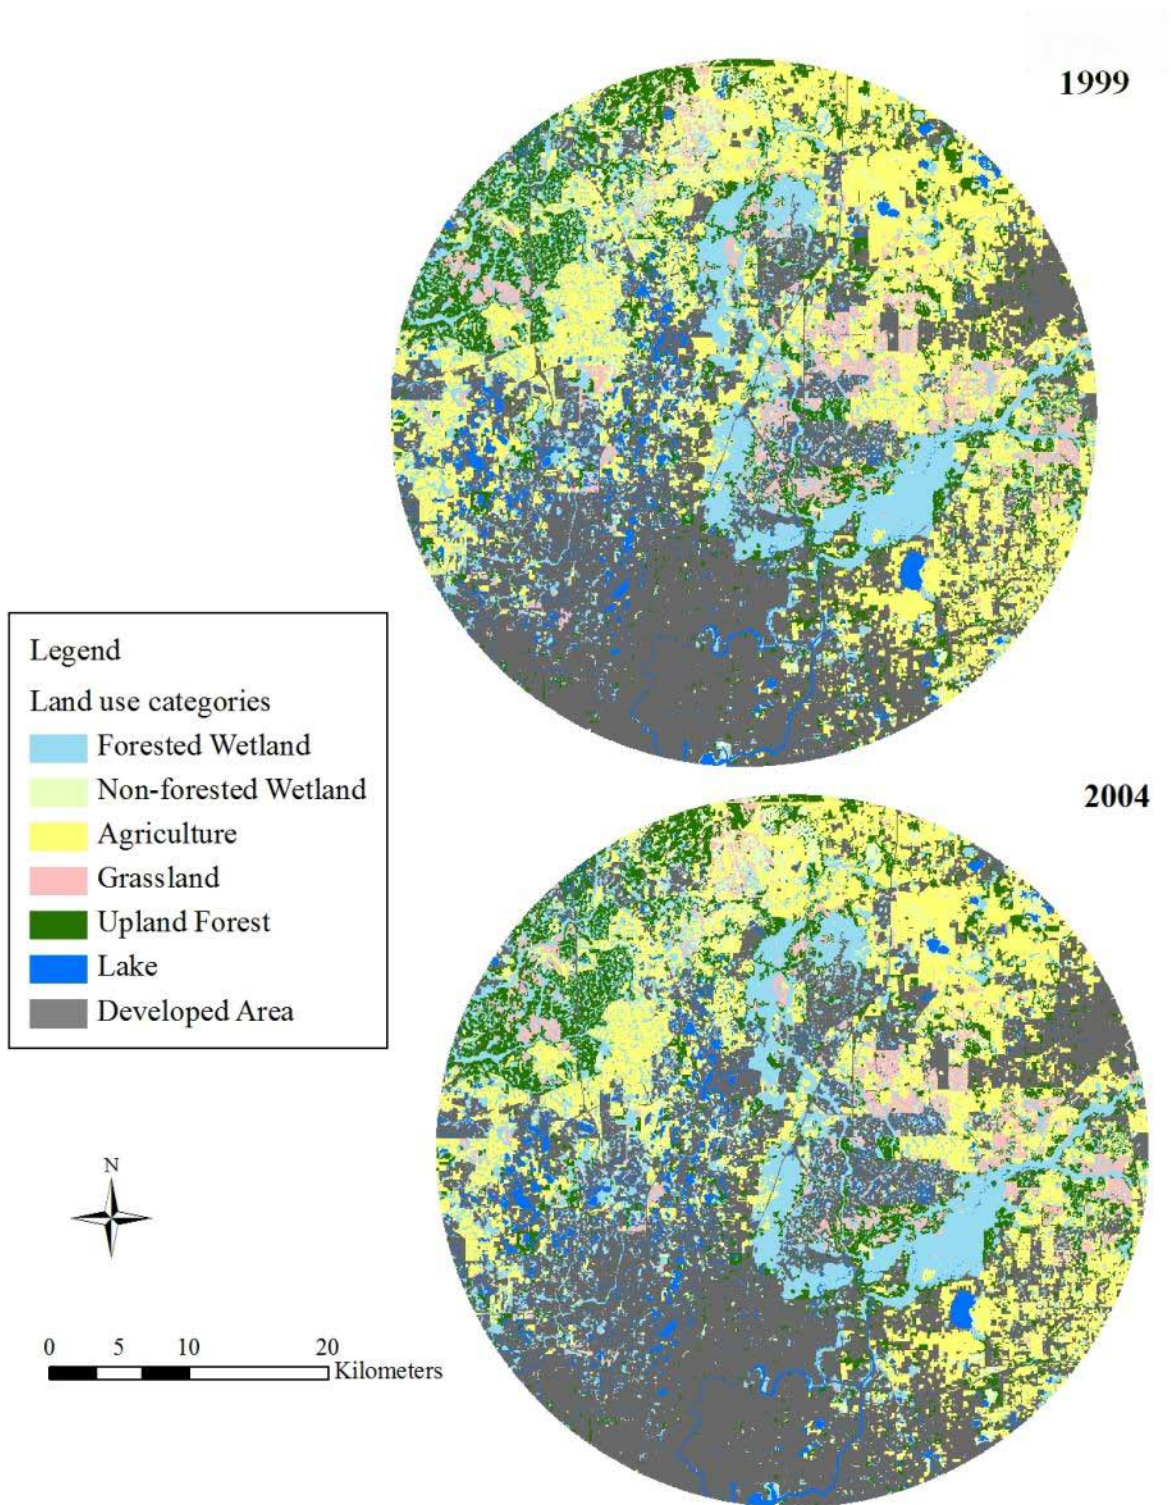 1999
Legend
Land use categories
Forested Wetland
Non-forested Wetland
Agriculture
Grassland
Upland Forest
Lake
Developed Area
2004
N
0 5 10 20
Kilometers